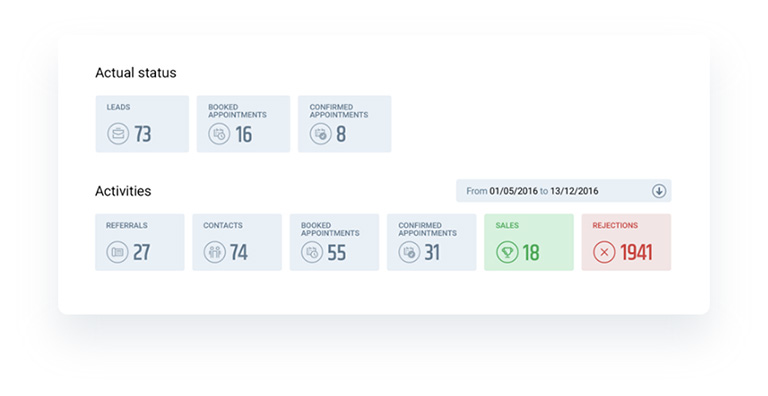 Actual status
LEADS
73
BOOKED
APPOINTMENTS
16
CONFIRMED
APPOINTMENTS
8
Activities
From 01/05/2016 to 13/12/2016
REFERRALS
27
CONTACTS
74
BOOKED
APPOINTMENTS
55
CONFIRMED
APPOINTMENTS
31
SALES
18
REJECTIONS
1941